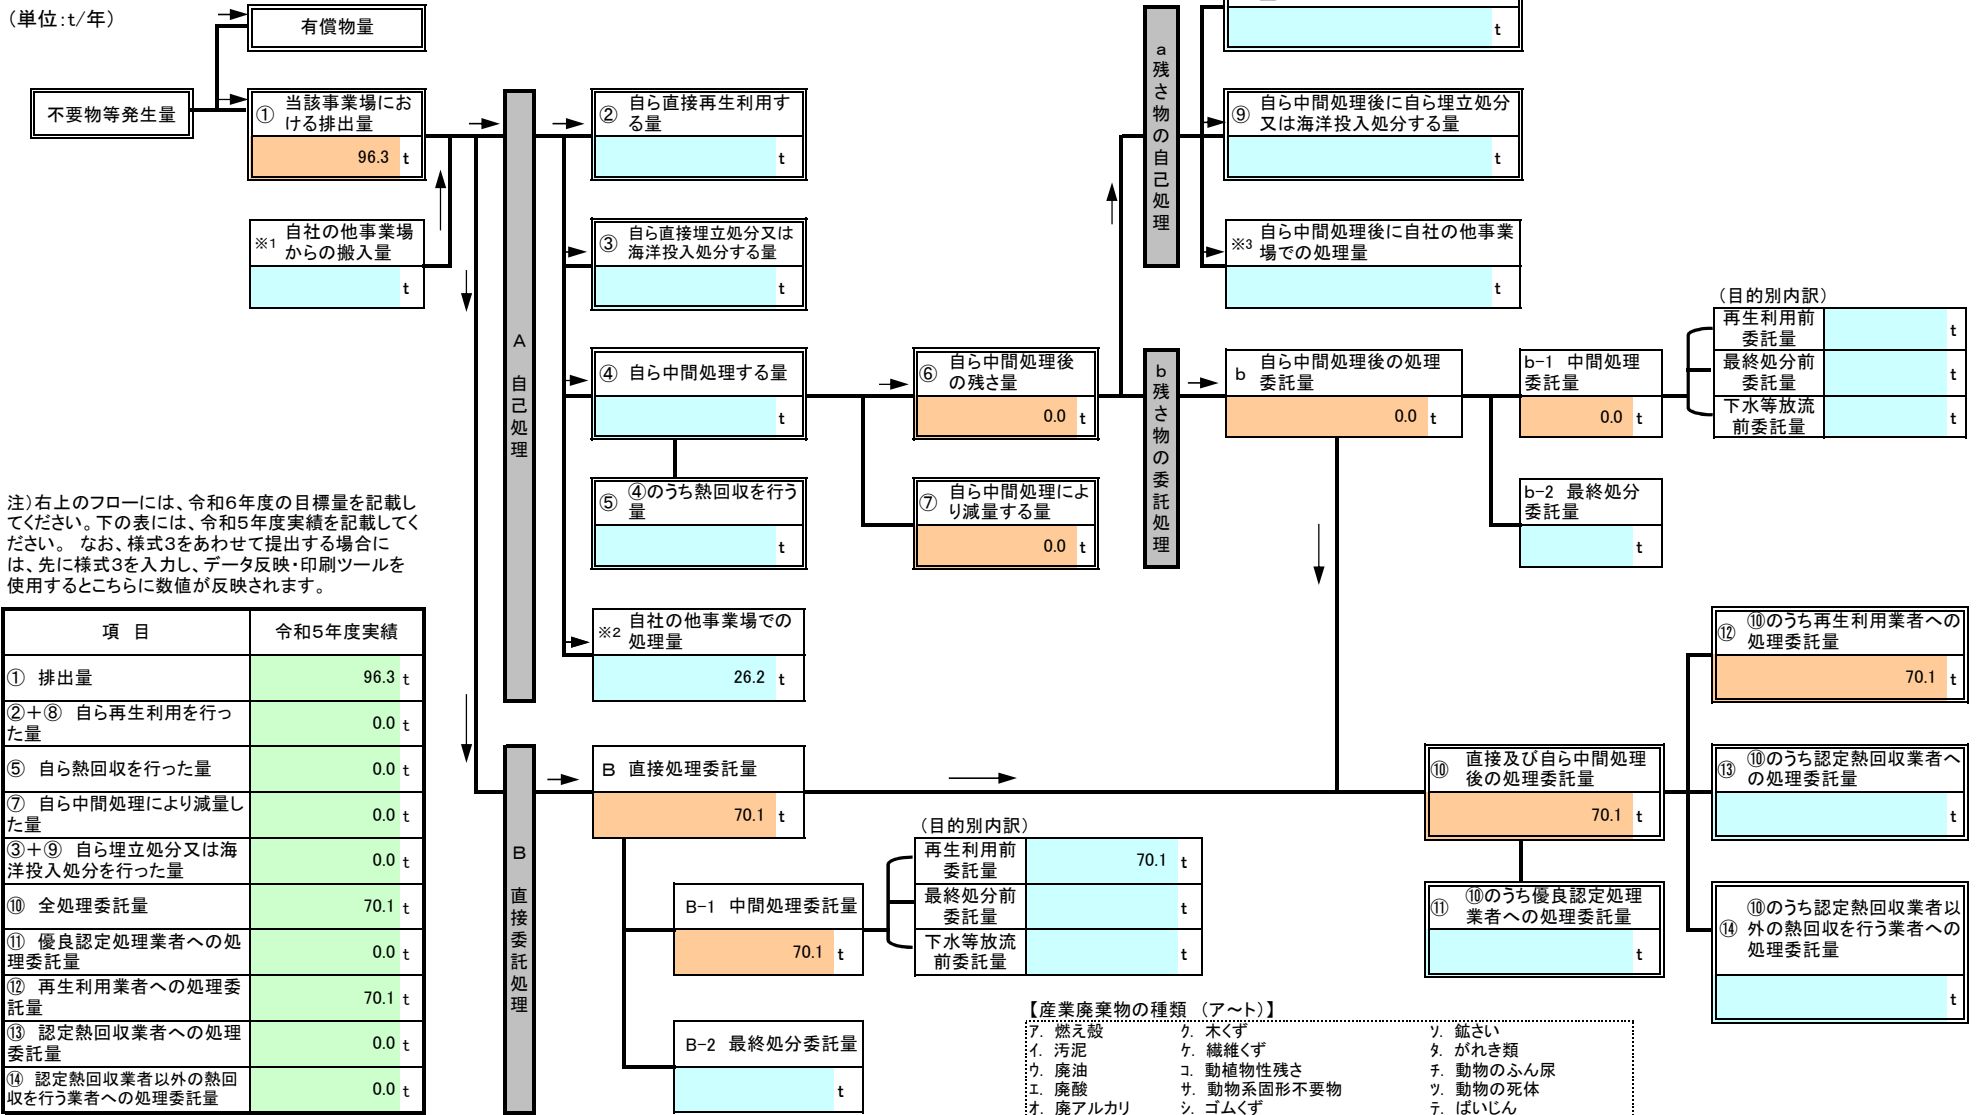 (単位:t/年)
有償物量
不要物等発生量
① 当該事業場にお
ける排出量
96.3 t
※1 自社の他事業場
からの搬入量
t
A 自己処理
② 自ら直接再生利用す
る量
t
③ 自ら直接埋立処分又は
海洋投入処分する量
t
④ 自ら中間処理する量
t
⑤ ④のうち熱回収を行う
量
t
※2 自社の他事業場での
処理量
26.2 t
⑥ 自ら中間処理後
の残さ量
0.0 t
⑦ 自ら中間処理によ
り減量する量
0.0 t
a 残さ物の自己処理
t
⑨ 自ら中間処理後に自ら埋立処分
又は海洋投入処分する量
t
※3 自ら中間処理後に自社の他事業
場での処理量
t
b 残さ物の委託処理
b 自ら中間処理後の処理
委託量
0.0 t
b-1 中間処理
委託量
0.0 t
b-2 最終処分
委託量
t
(目的別内訳)
再生利用前
委託量
t
最終処分前
委託量
t
下水等放流
前委託量
t
注)右上のフローには、令和6年度の目標量を記載し
てください。下の表には、令和5年度実績を記載してく
ださい。 なお、様式3をあわせて提出する場合に
は、先に様式3を入力し、データ反映・印刷ツールを
使用するとこちらに数値が反映されます。
項 目 令和5年度実績
① 排出量 96.3 t
②+⑧ 自ら再生利用を行っ
た量 0.0 t
⑤ 自ら熱回収を行った量 0.0 t
⑦ 自ら中間処理により減量し
た量 0.0 t
③+⑨ 自ら埋立処分又は海
洋投入処分を行った量 0.0 t
⑩ 全処理委託量 70.1 t
⑪ 優良認定処理業者への処
理委託量 0.0 t
⑫ 再生利用業者への処理委
託量 70.1 t
⑬ 認定熱回収業者への処理
委託量 0.0 t
⑭ 認定熱回収業者以外の熱回
収を行う業者への処理委託量 0.0 t
B 直接委託処理
B 直接処理委託量
70.1 t
B-1 中間処理委託量
70.1 t
B-2 最終処分委託量
t
(目的別内訳)
再生利用前
委託量
70.1 t
最終処分前
委託量
t
下水等放流
前委託量
t
⑩ 直接及び自ら中間処理
後の処理委託量
70.1 t
⑪ ⑩のうち優良認定処理
業者への処理委託量
t
⑫ ⑩のうち再生利用業者への
処理委託量
70.1 t
⑬ ⑩のうち認定熱回収業者へ
の処理委託量
t
⑭ ⑩のうち認定熱回収業者以
外の熱回収を行う業者への
処理委託量
t
【産業廃棄物の種類 (ア~ト)】
ア. 燃え殻 ク. 木くず ソ. 鉱さい
イ. 汚泥 ケ. 繊維くず タ. がれき類
ウ. 廃油 コ. 動植物性残さ チ. 動物のふん尿
エ. 廃酸 サ. 動物系固形不要物 ツ. 動物の死体
オ. 廃アルカリ シ. ゴムくず テ. ばいじん